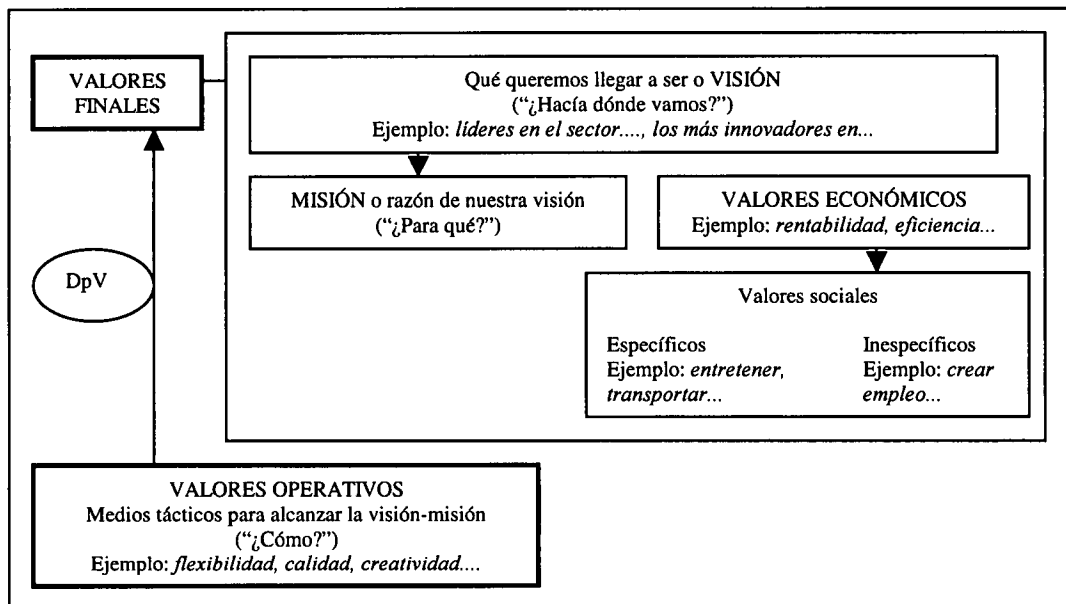 VALORES
FINALES
Qué queremos llegar a ser o VISIÓN
(“¿Hacía dónde vamos?”)
Ejemplo: líderes en el sector...., los más innovadores en...
MISIÓN o razón de nuestra visión
(“¿Para qué?”)
VALORES ECONÓMICOS
Ejemplo: rentabilidad, eficiencia...
DpV
Valores sociales
Específicos
Ejemplo: entretener,
transportar...
Inespecíficos
Ejemplo: crear
empleo...
VALORES OPERATIVOS
Medios tácticos para alcanzar la visión-misión
(“¿Cómo?”)
Ejemplo: flexibilidad, calidad, creatividad....